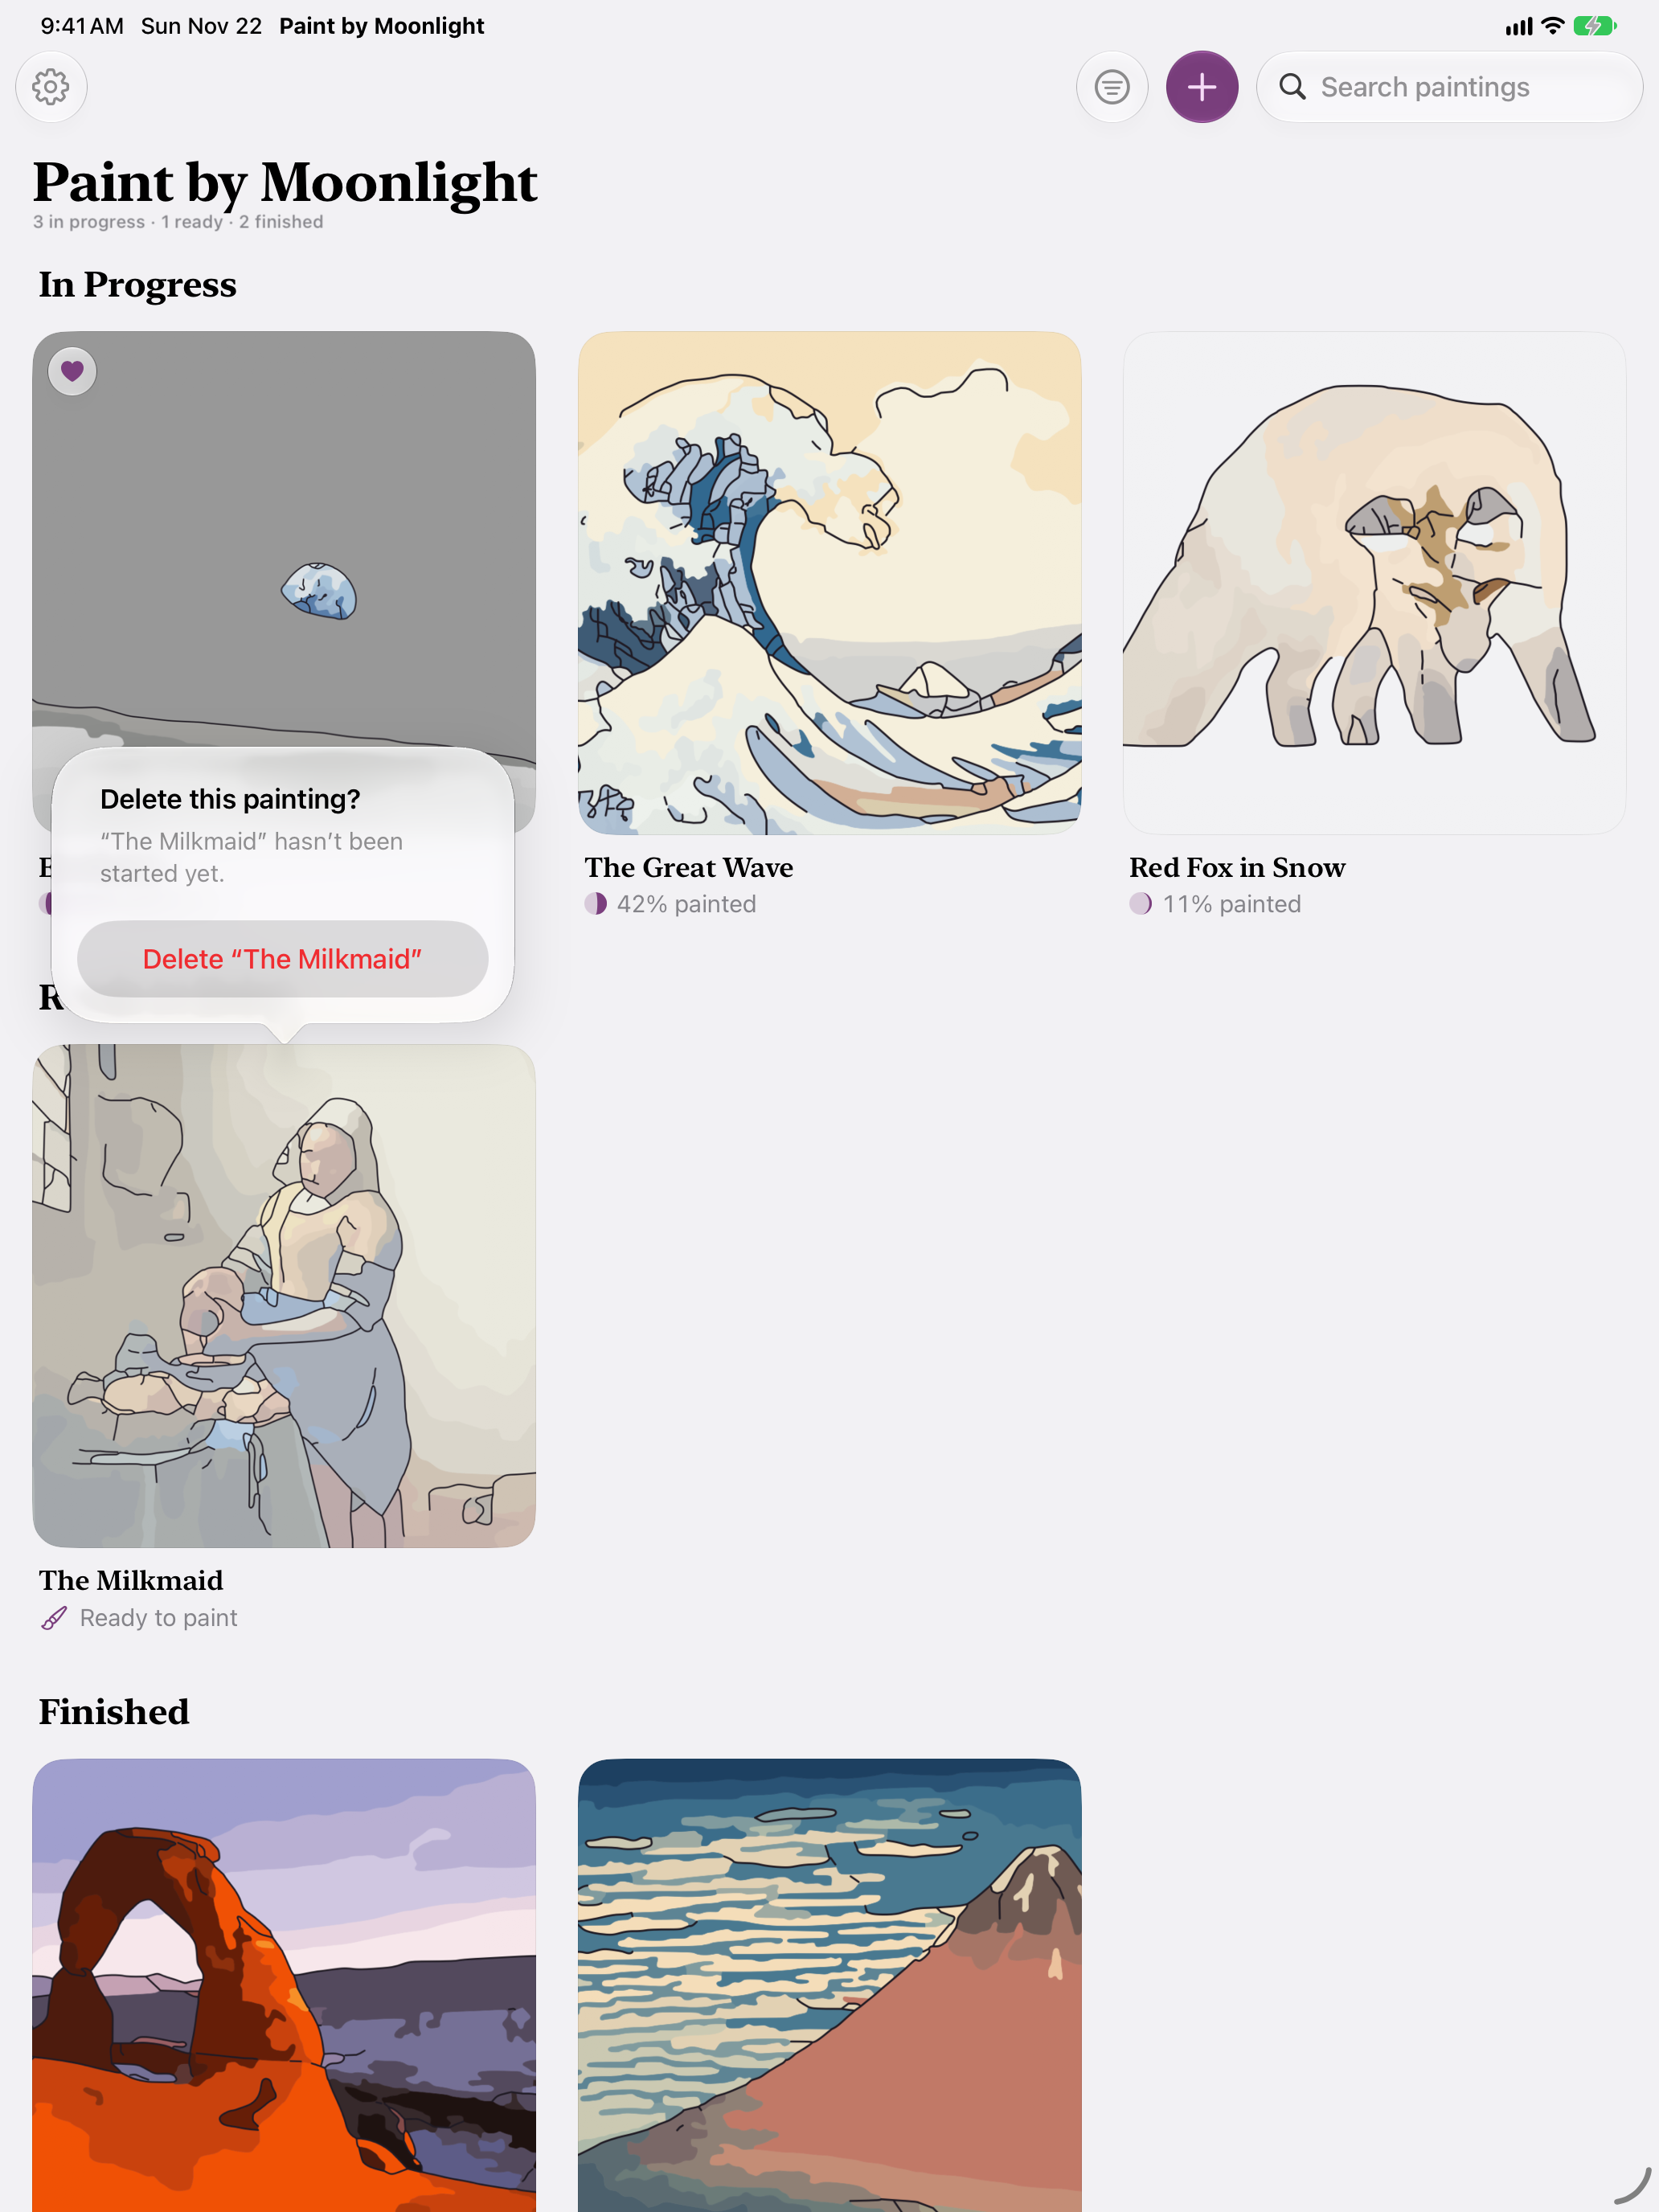 9:41 AM Sun Nov 22 Paint by Moonlight
Search paintings
Paint by Moonlight
3 in progress · 1 ready · 2 finished
In Progress
Delete this painting?
“The Milkmaid” hasn’t been
started yet.
Delete “The Milkmaid”
The Great Wave
42% painted
Red Fox in Snow
11% painted
The Milkmaid
Ready to paint
Finished